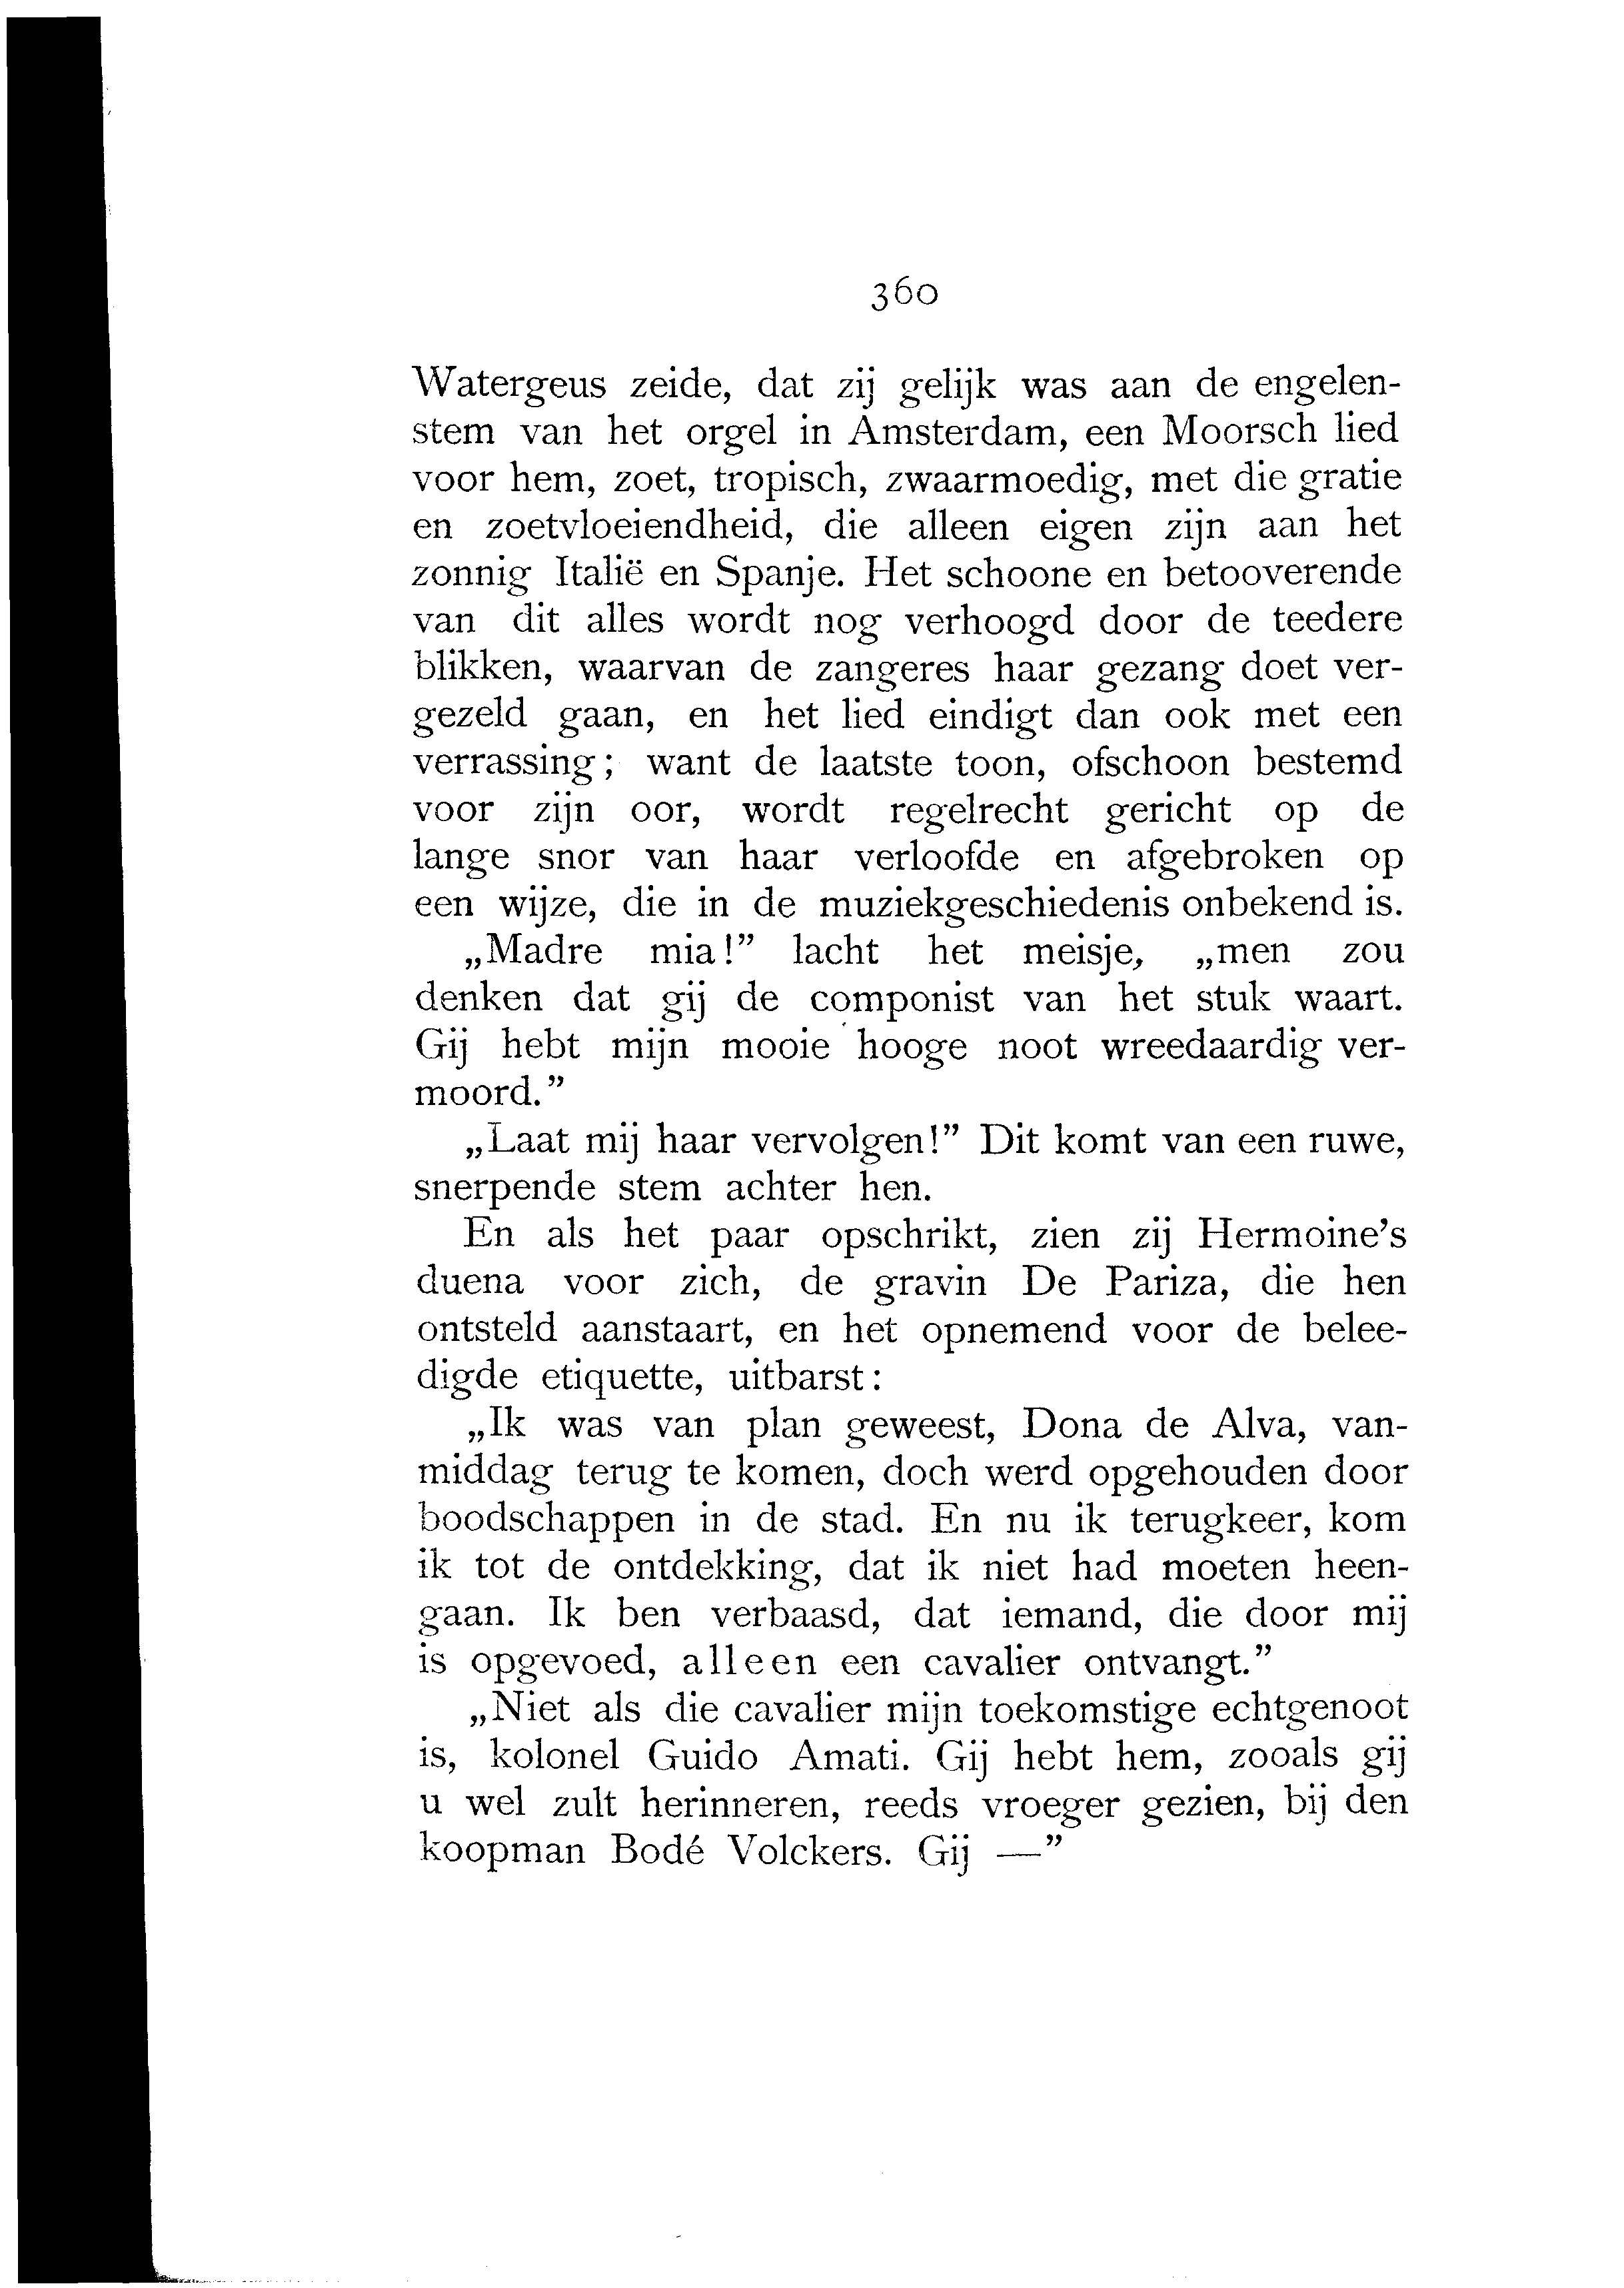 360
Watergeus zeide, dat zij gelijk was aan de engelen-
stem van het orgel in Amsterdam, een Moorsch lied
voor hem, zoet, tropisch, zwaarmoedig, met die gratie
en zoetvloeiendheid, die alleen eigen zijn aan het
zonnig Italië en Spanje. Het schoone en betooverende
van dit alles wordt nog verhoogd door de teedere
blikken, waarvan de zangeres haar gezang doet ver-
gezeld gaan, en het lied eindigt dan ook met een
verrassing; want de laatste toon, ofschoon bestemd
voor zijn oor, wordt regelrecht gericht op de
lange snor van haar verloofde en afgebroken op
een wijze, die in de muziekgeschiedenis onbekend is.
„Madre mia!” lacht het meisje, „men zou
denken dat gij de componist van het stuk waart.
Gij hebt mijn mooie hooge noot wreedaardig ver-
moord.”
„Laat mij haar vervolgen!” Dit komt van een ruwe,
snerpende stem achter hen.
En als het paar opschrikt, zien zij Hermoine’s
duena voor zich, de gravin De Pariza, die hen
ontsteld aanstaart, en het opnemend voor de belee-
digde etiquette, uitbarst:
„Ik was van plan geweest, Dona de Alva, van-
middag terug te komen, doch werd opgehouden door
boodschappen in de stad. En nu ik terugkeer, kom
ik tot de ontdekking, dat ik niet had moeten heen-
gaan. Ik ben verbaasd, dat iemand, die door mij
is opgevoed, alleen een cavalier ontvangt.”
„Niet als die cavalier mijn toekomstige echtgenoot
is, kolonel Guido Amati. Gij hebt hem, zooals gij
u wel zult herinneren, reeds vroeger gezien, bij den
koopman Bodé Volckers. Gij —”